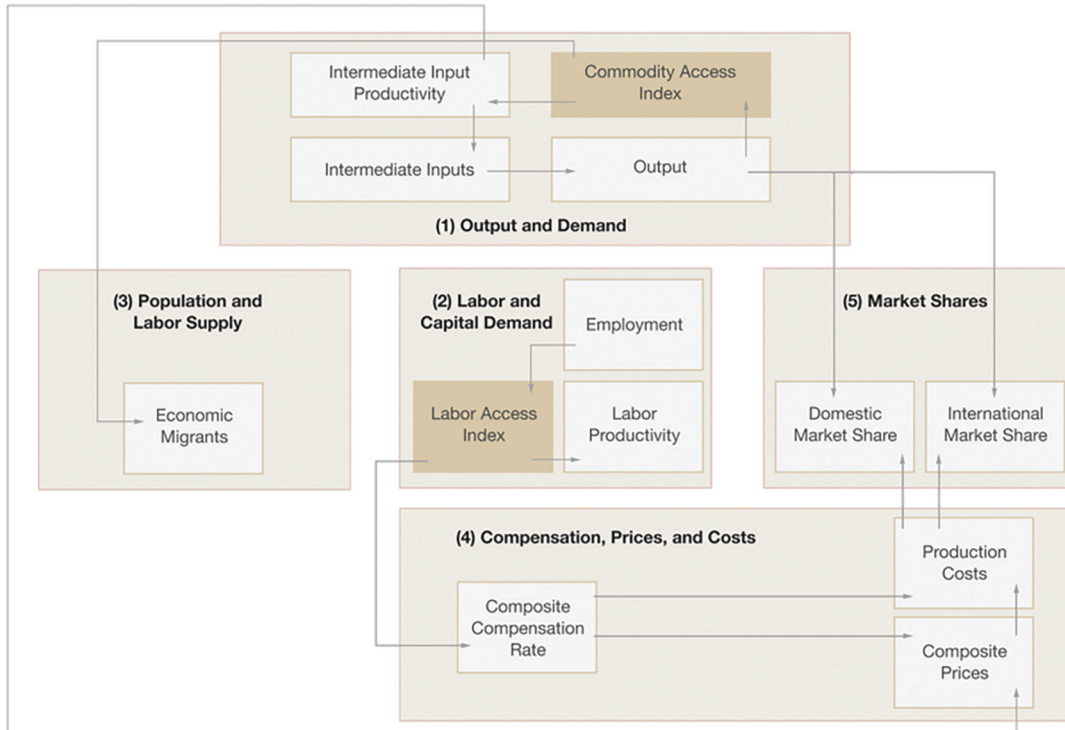 Intermediate Input
Productivity
Commodity Access
Index
Intermediate Inputs
Output
(1) Output and Demand
(3) Population and
Labor Supply
Economic
Migrants
(2) Labor and
Capital Demand
Employment
Labor Access
Index
Labor
Productivity
(5) Market Shares
Domestic
Market Share
International
Market Share
(4) Compensation, Prices, and Costs
Production
Costs
Composite
Compensation
Rate
Composite
Prices